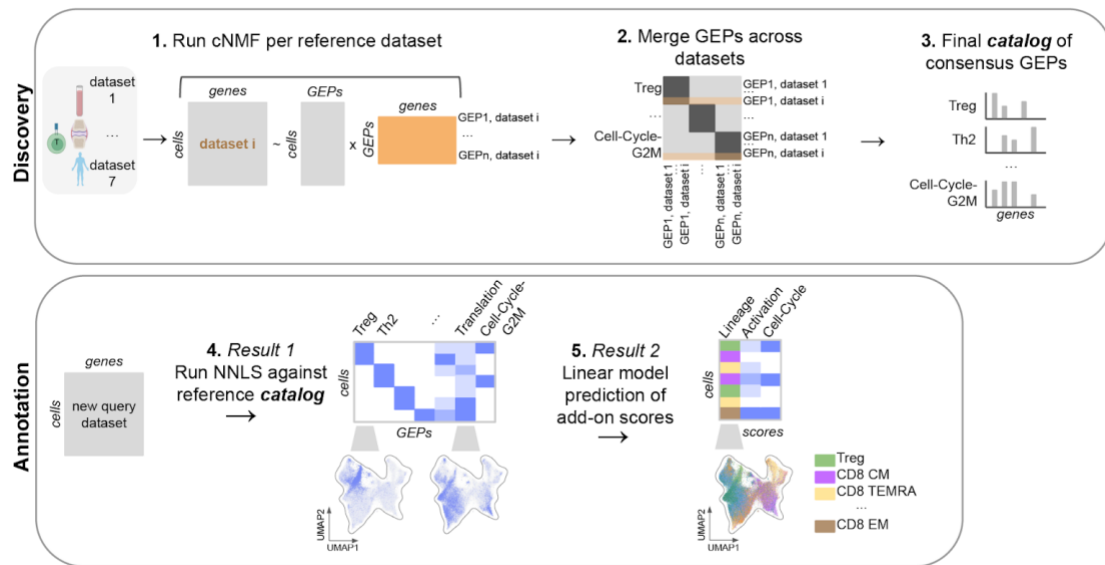 Discovery
1. Run cNMF per reference dataset
dataset
1
...
dataset
7
T
genes
cells
dataset i
~
GEPs
cells
x
genes
GEPs
GEP1, dataset i
...
GEPn, dataset i
2. Merge GEPs across
datasets
Treg
...
Cell-Cycle-
G2M
GEP1, dataset 1
...
GEP1, dataset i
...
GEPn, dataset 1
...
GEPn, dataset i
GEP1, dataset 1
...
GEP1, dataset i
...
GEPn, dataset 1
...
GEPn, dataset i
3. Final catalog of
consensus GEPs
Treg
Th2
...
Cell-Cycle-
G2M
genes
Annotation
genes
cells
new query
dataset
4. Result 1
Run NNLS against
reference catalog
Treg
Th2
...
Translation
Cell-Cycle-
G2M
cells
GEPs
UMAP2
UMAP1
5. Result 2
Linear model
prediction of
add-on scores
Lineage
Activation
Cell-Cycle
cells
scores
UMAP2
UMAP1
Treg
CD8 CM
CD8 TEMRA
...
CD8 EM